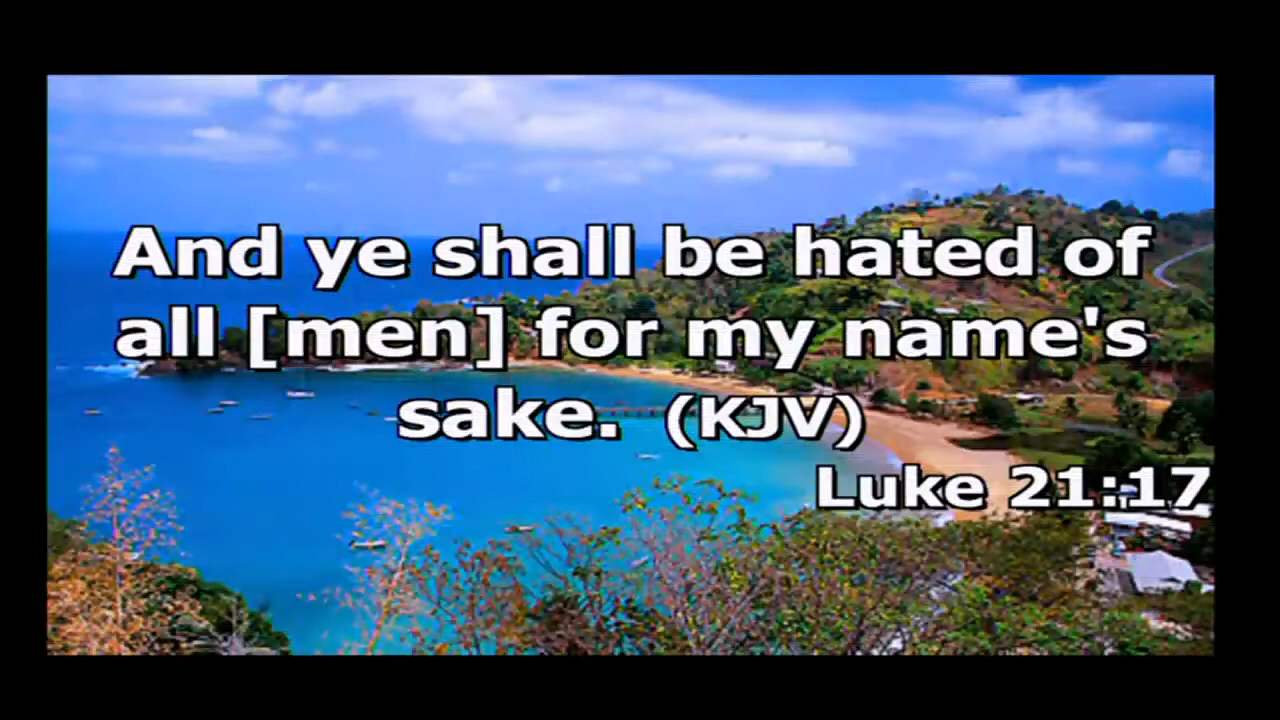 And ye shall be hated of
all [men] for my name's
sake. (KJV)
Luke 21:17